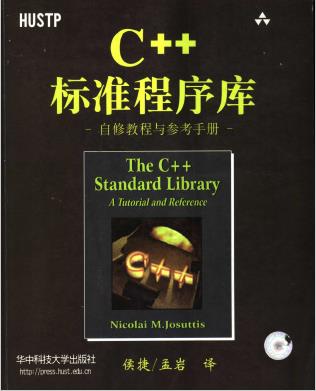 HUSTP
C++
标准程序库
- 自修教程与参考手册 -
The C++
Standard Library
A Tutorial and Reference
C++
Nicolai M.Josuttis
侯捷/孟岩 译
华中科技大学出版社
http://press.hust.edu.cn